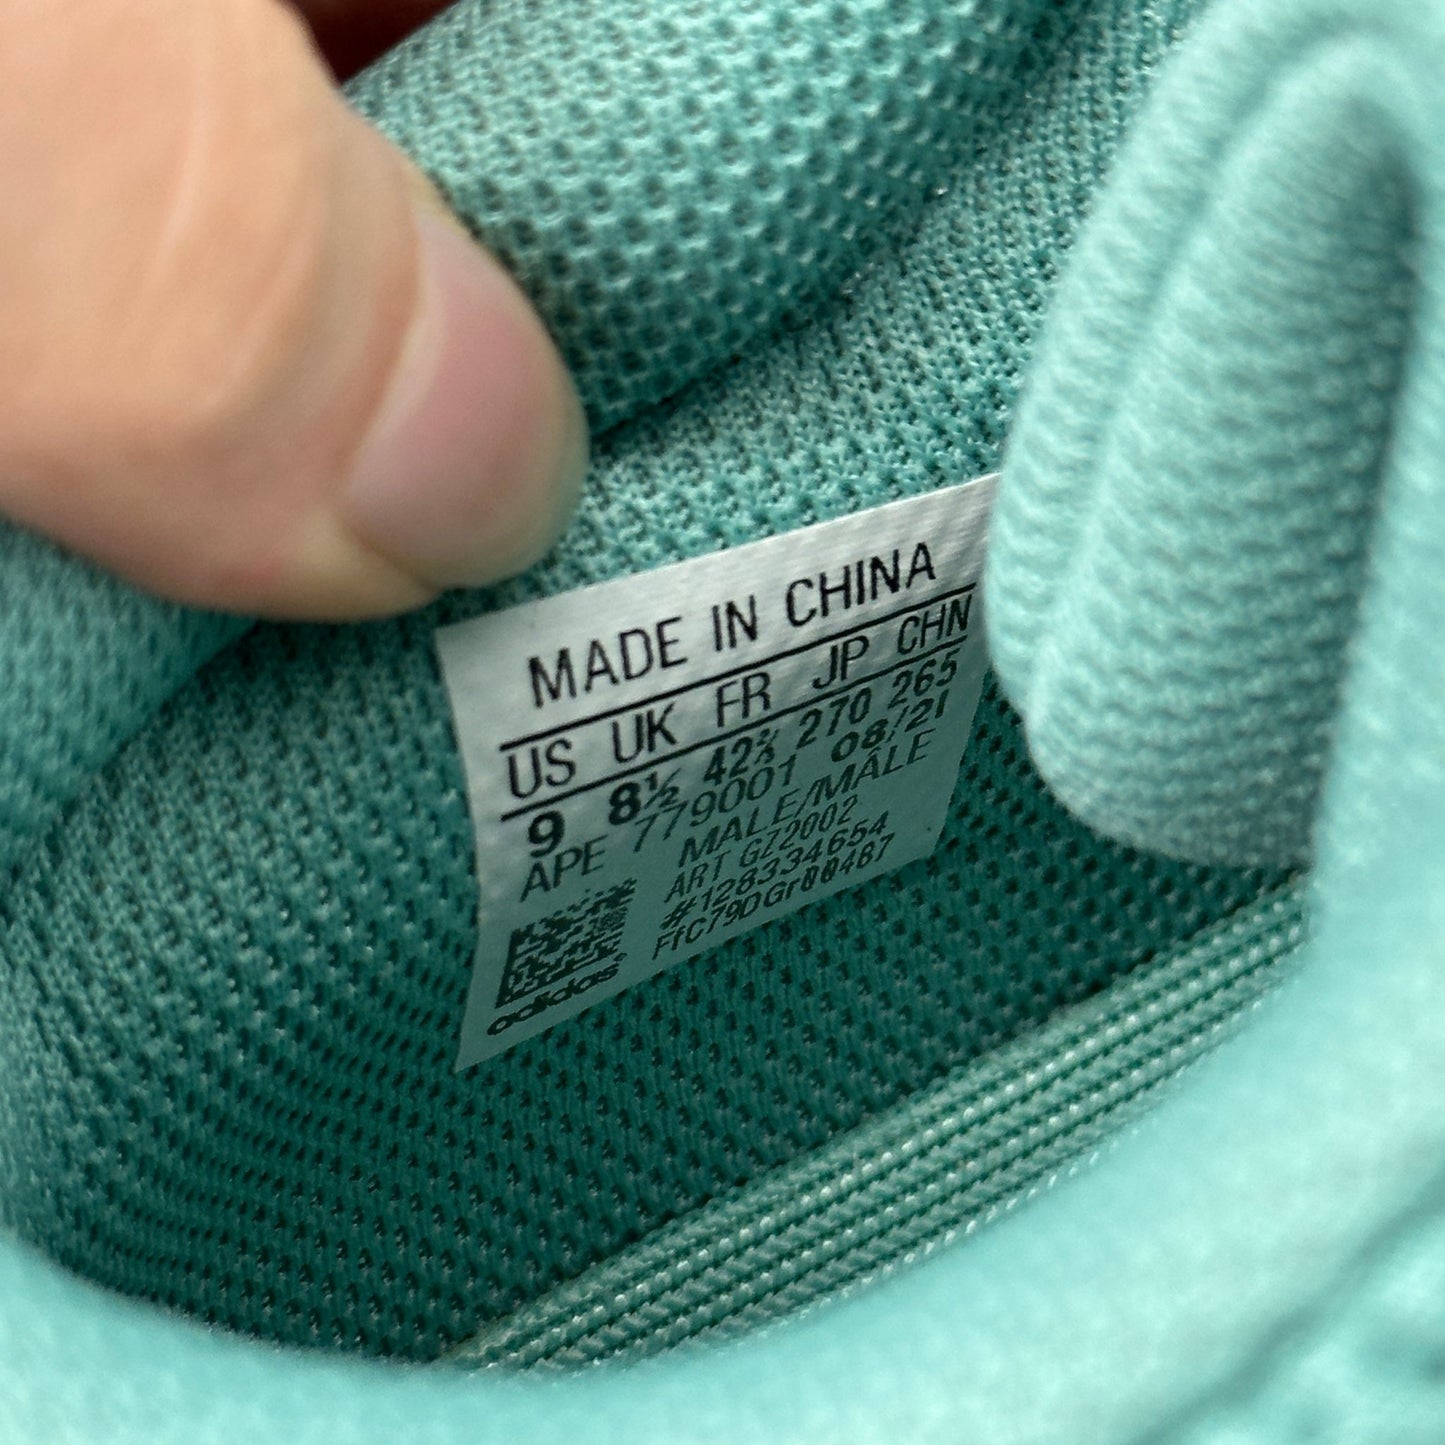 MADE IN CHINA
US UK FR JP CHN
9 8½ 42⅔ 270 265
APE 779001 08/21
MALE/MÂLE
ART GZ2002
#128334654
FfC79DGr004B7
adidas